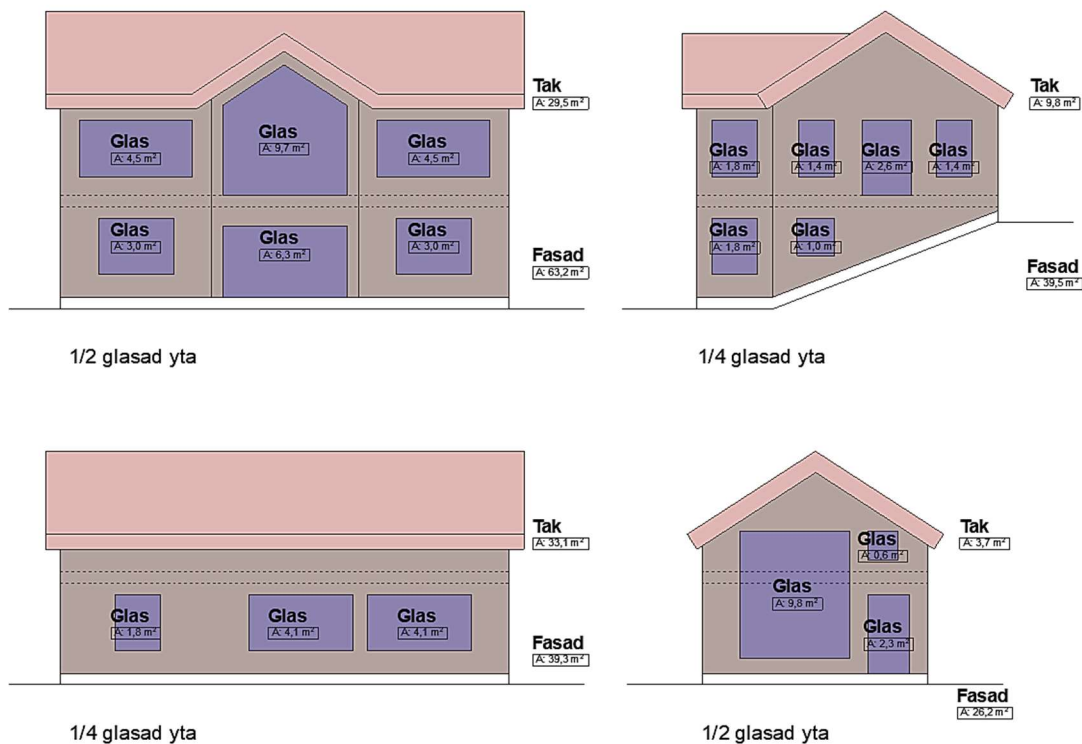 Tak
A: 29,5 m²
Glas
A: 4,5 m²
Glas
A: 9,7 m²
Glas
A: 4,5 m²
Glas
A: 3,0 m²
Glas
A: 6,3 m²
Glas
A: 3,0 m²
Fasad
A: 63,2 m²
1/2 glasad yta
Tak
A: 9,8 m²
Glas
A: 1,8 m²
Glas
A: 1,4 m²
Glas
A: 2,6 m²
Glas
A: 1,4 m²
Glas
A: 1,8 m²
Glas
A: 1,0 m²
Fasad
A: 39,5 m²
1/4 glasad yta
Tak
A: 33,1 m²
Glas
A: 1,8 m²
Glas
A: 4,1 m²
Glas
A: 4,1 m²
Fasad
A: 39,3 m²
1/4 glasad yta
Tak
A: 3,7 m²
Glas
A: 0,6 m²
Glas
A: 9,8 m²
Glas
A: 2,3 m²
Fasad
A: 26,2 m²
1/2 glasad yta